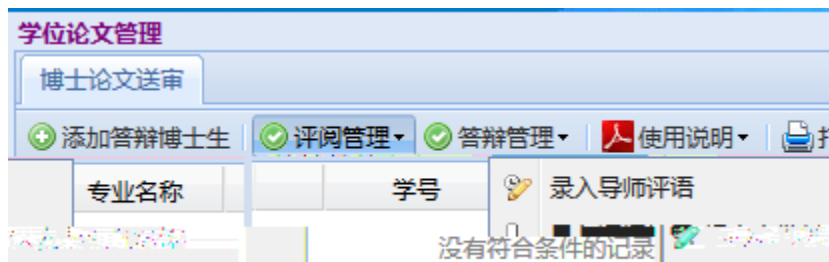 学位论文管理
博士论文送审
添加答辩博士生 评阅管理 答辩管理 使用说明
专业名称 学号 录入导师评语
没有符合条件的记录